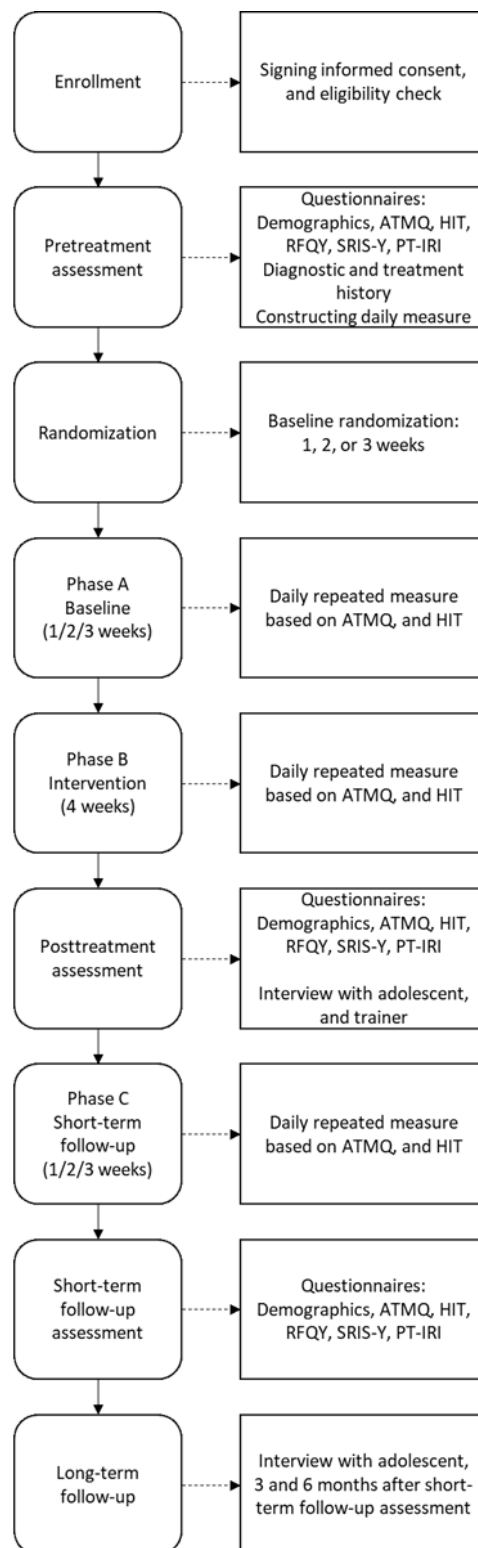 Enrollment
Signing informed consent,
and eligibility check
Pretreatment
assessment
Questionnaires:
Demographics, ATMQ, HIT,
RFQY, SRIS-Y, PT-IRI
Diagnostic and treatment
history
Constructing daily measure
Randomization
Baseline randomization:
1, 2, or 3 weeks
Phase A
Baseline
(1/2/3 weeks)
Daily repeated measure
based on ATMQ, and HIT
Phase B
Intervention
(4 weeks)
Daily repeated measure
based on ATMQ, and HIT
Posttreatment
assessment
Questionnaires:
Demographics, ATMQ, HIT,
RFQY, SRIS-Y, PT-IRI
Interview with adolescent,
and trainer
Phase C
Short-term
follow-up
(1/2/3 weeks)
Daily repeated measure
based on ATMQ, and HIT
Short-term
follow-up
assessment
Questionnaires:
Demographics, ATMQ, HIT,
RFQY, SRIS-Y, PT-IRI
Long-term
follow-up
Interview with adolescent,
3 and 6 months after short-
term follow-up assessment